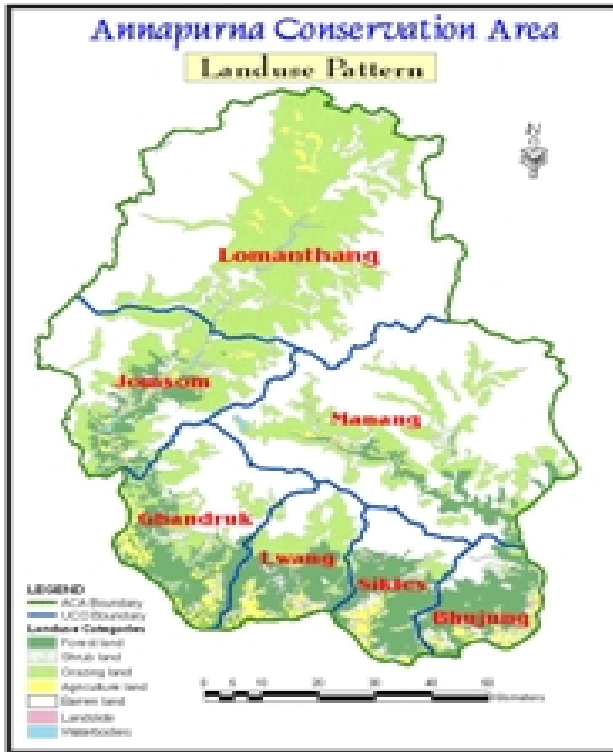 Annapurna Conservation Area
Landuse Pattern
N
Lomanthang
Jomsom
Manang
Ghandruk
Lwang
Sikles
Bhujung
LEGEND
ACA Boundary
UCO Boundary
Landuse Categories
Forest land
Shrub land
Grazing land
Agriculture land
Barren land
Landslide
Waterbodies
0 10 20 30 40 50
Kilometers